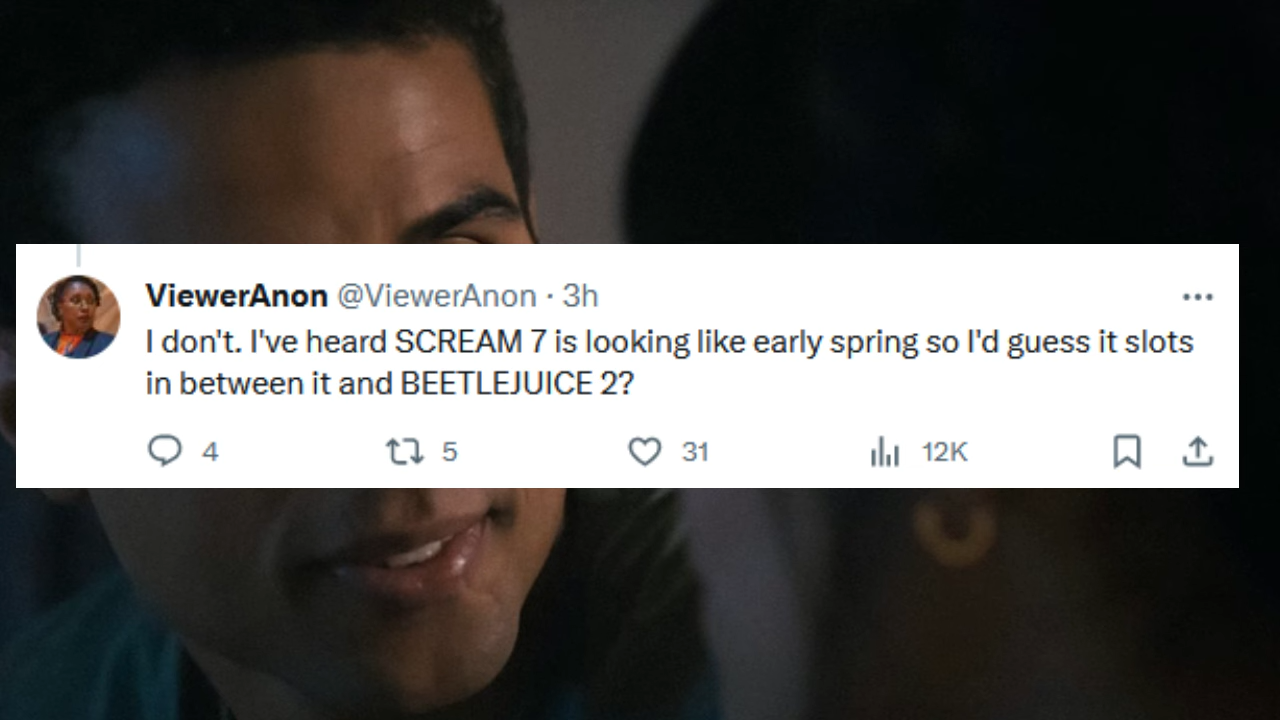 ViewerAnon @ViewerAnon · 3h
I don't. I've heard SCREAM 7 is looking like early spring so I'd guess it slots
in between it and BEETLEJUICE 2?
4 5 31 12K